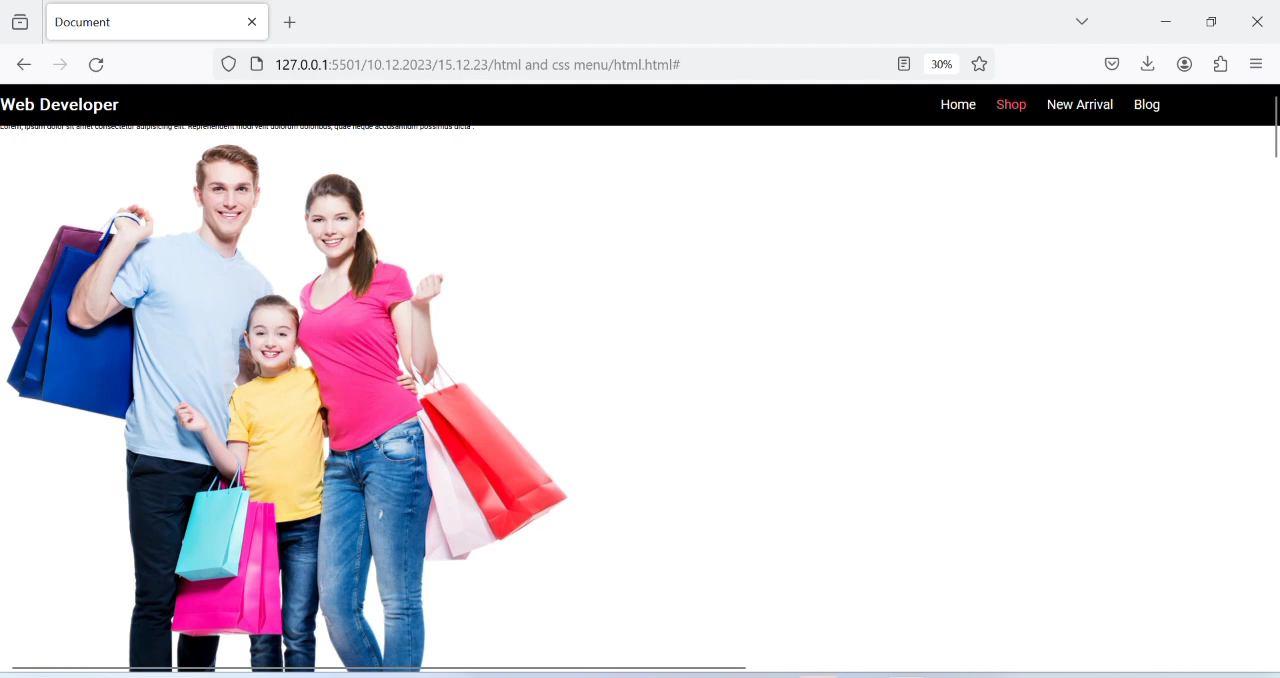 Document
127.0.0.1:5501/10.12.2023/15.12.23/html and css menu/html.html#
30%
Web Developer
Home Shop New Arrival Blog
Lorem, ipsum dolor sit amet consectetur adipisicing elit. Reprehenderit modi velit dolorum doloribus, quae neque accusantium possimus dicta .